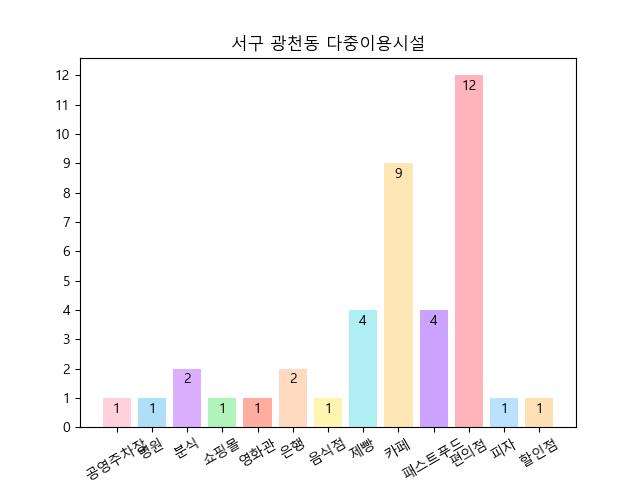 서구 광천동 다중이용시설
12
11
10
9
8
7
6
5
4
3
2
1
0
1
1
2
1
1
2
1
4
9
4
12
1
1
공영주차장
병원
분식
쇼핑몰
영화관
은행
음식점
제빵
카페
패스트푸드
편의점
피자
할인점